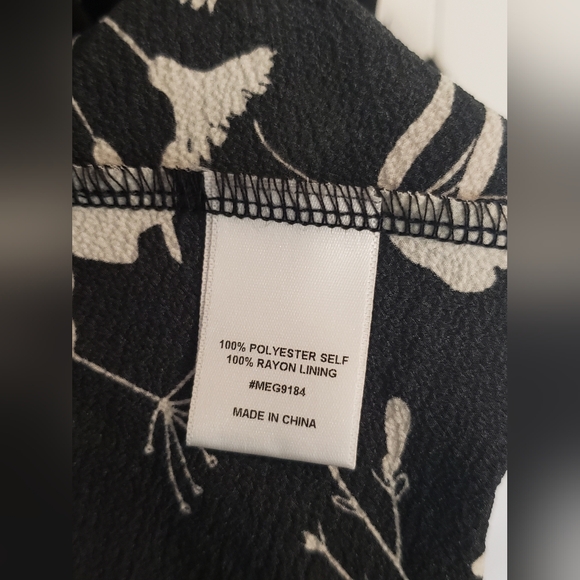 100% POLYESTER SELF
100% RAYON LINING
#MEG9184
MADE IN CHINA